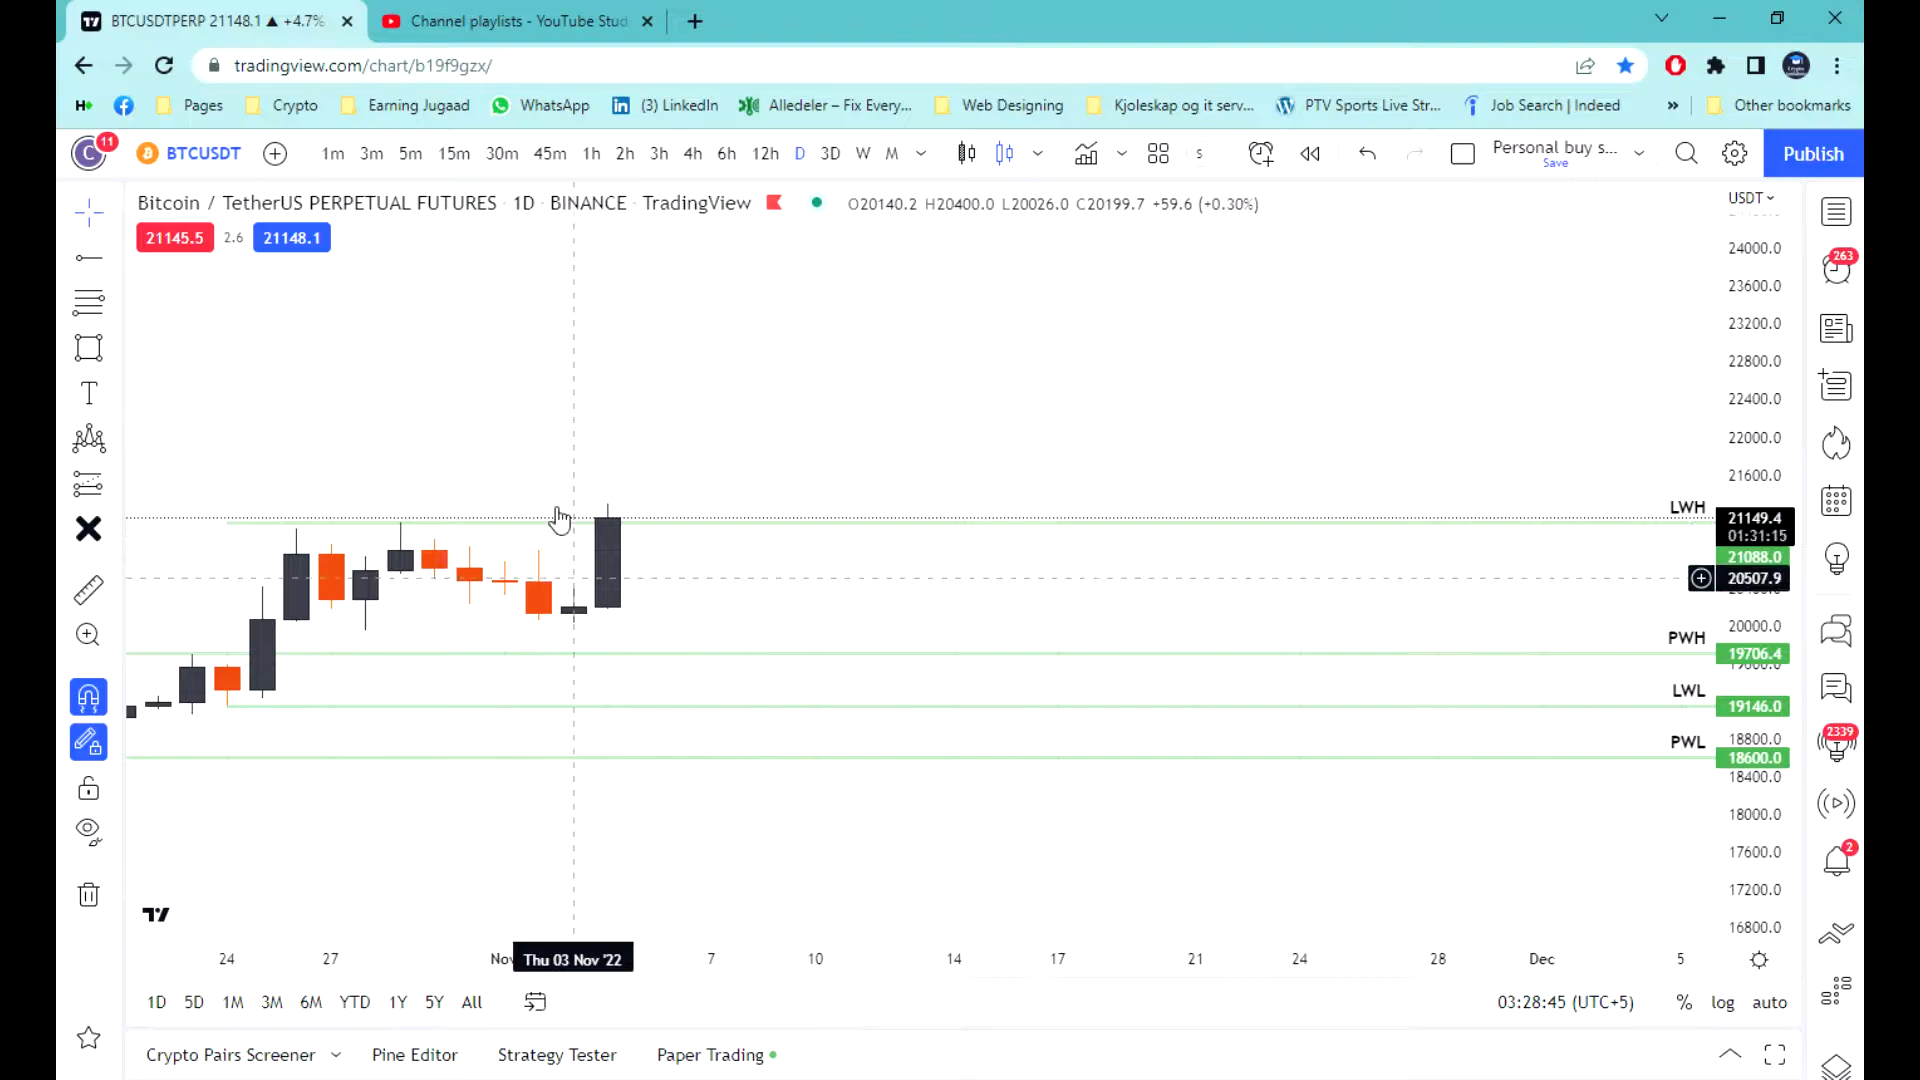 BTCUSDTPERP 21148.1 ▲ +4.7%
Channel playlists - YouTube Stud
tradingview.com/chart/b19f9gzx/
Pages
Crypto
Earning Jugaad
WhatsApp
(3) LinkedIn
Alledeler – Fix Every...
Web Designing
Kjoleskap og it serv...
PTV Sports Live Str...
Job Search | Indeed
»
Other bookmarks
C
11
BTCUSDT
1m 3m 5m 15m 30m 45m 1h 2h 3h 4h 6h 12h D 3D W M
s
Personal buy s...
Save
Publish
Bitcoin / TetherUS PERPETUAL FUTURES · 1D · BINANCE · TradingView
O20140.2 H20400.0 L20026.0 C20199.7 +59.6 (+0.30%)
USDT
21145.5
2.6
21148.1
24000.0
263
23600.0
23200.0
22800.0
22400.0
22000.0
21600.0
LWH
21149.4
01:31:15
21088.0
20507.9
20000.0
PWH
19706.4
LWL
19146.0
PWL
18800.0
2339
18600.0
18400.0
18000.0
17600.0
2
17200.0
16800.0
24
27
Nov
Thu 03 Nov '22
7
10
14
17
21
24
28
Dec
5
1D 5D 1M 3M 6M YTD 1Y 5Y All
03:28:45 (UTC+5)
% log auto
Crypto Pairs Screener
Pine Editor
Strategy Tester
Paper Trading